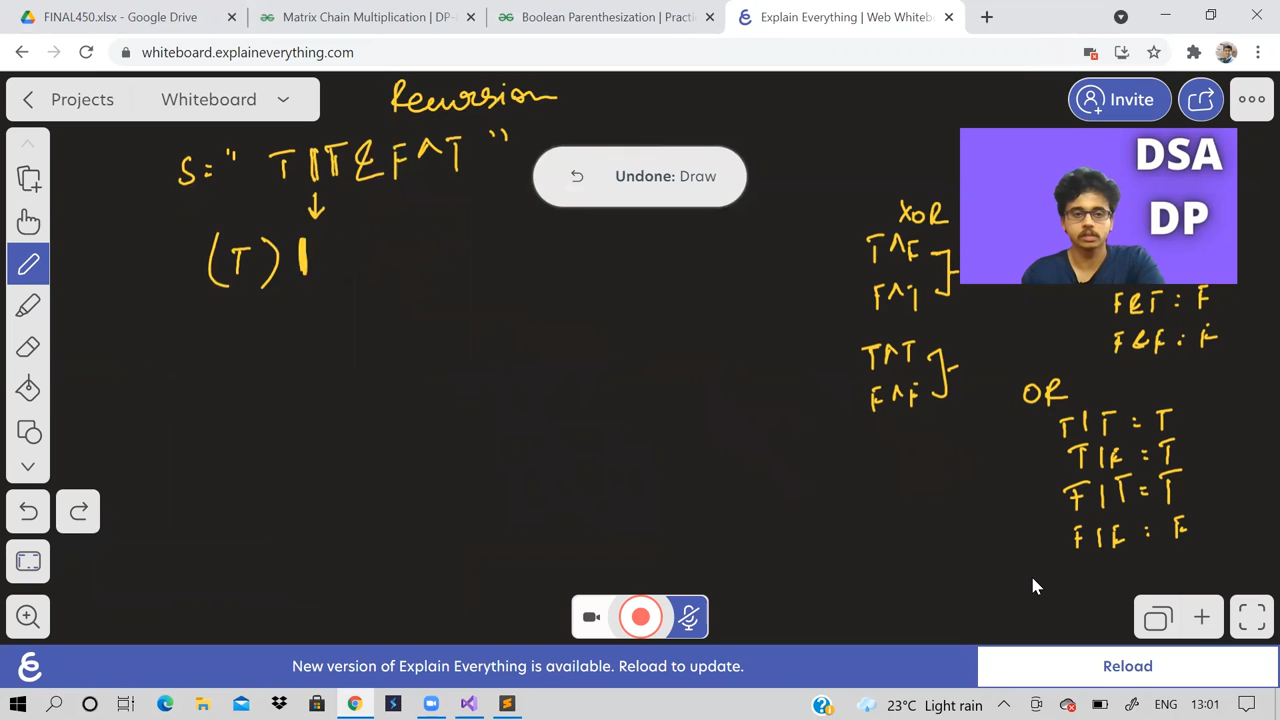 FINAL450.xlsx - Google Drive
Matrix Chain Multiplication | DP-
Boolean Parenthesization | Practi
Explain Everything | Web Whitebo
whiteboard.explaineverything.com
Projects
Whiteboard
Recursion
Invite
S = " T | T & F ^ T "
Undone: Draw
DSA
DP
(T) |
XOR
T ^ F
F ^ T
T ^ T
F ^ F
F & T : F
F & F : F
OR
T | T = T
T | F = T
F | T = T
F | F : F
New version of Explain Everything is available. Reload to update.
Reload
23°C Light rain
ENG
13:01